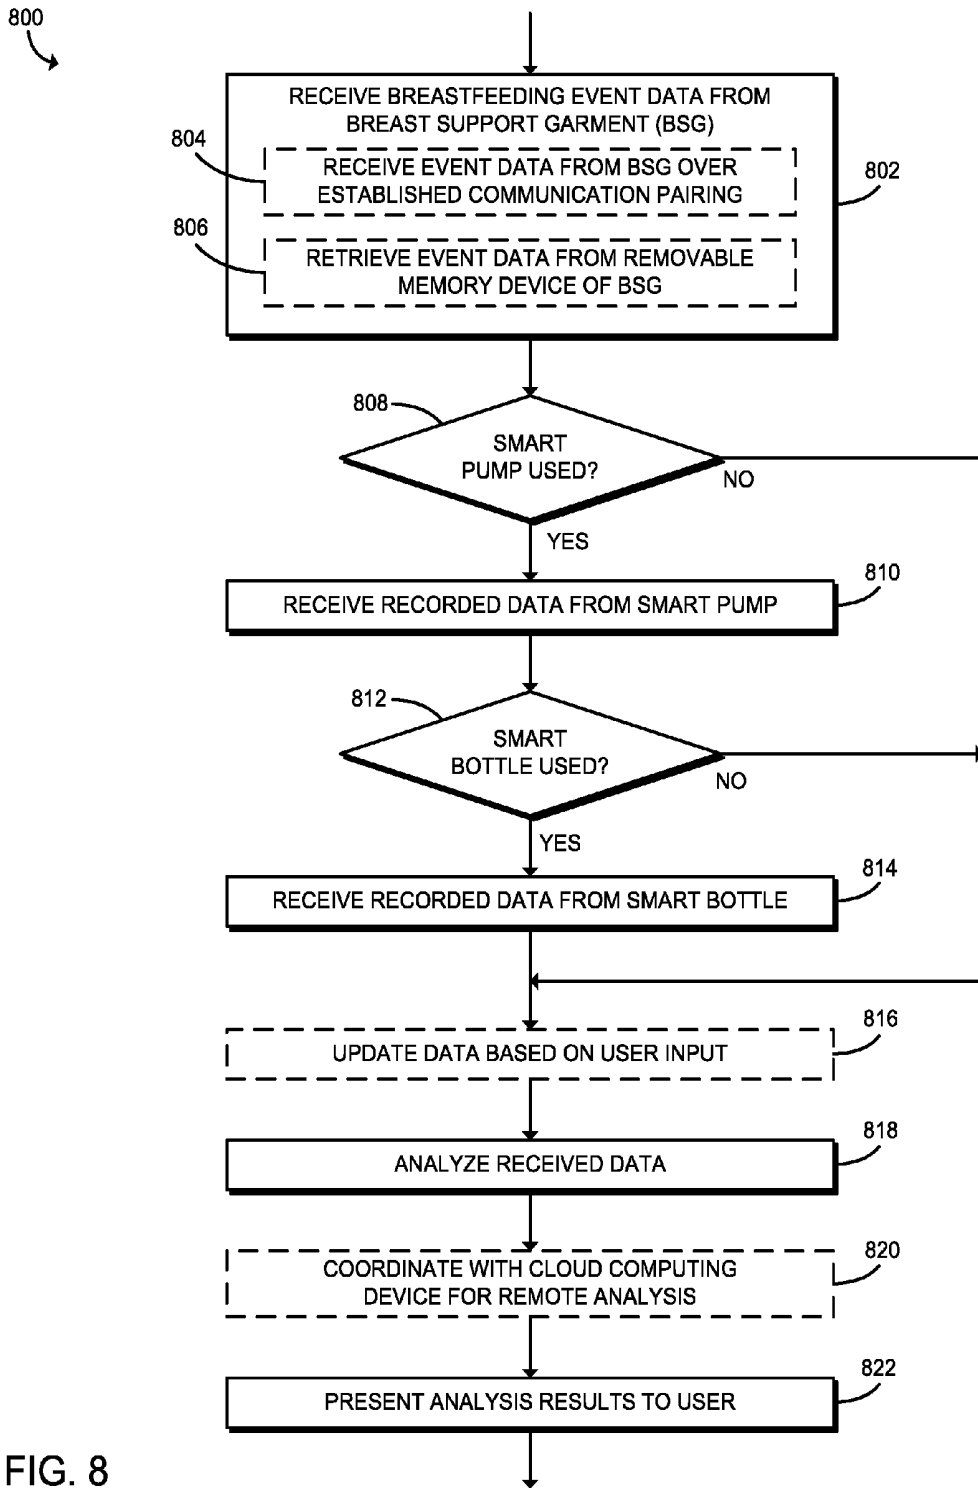 800
RECEIVE BREASTFEEDING EVENT DATA FROM
BREAST SUPPORT GARMENT (BSG)
804
RECEIVE EVENT DATA FROM BSG OVER
ESTABLISHED COMMUNICATION PAIRING
802
806
RETRIEVE EVENT DATA FROM REMOVABLE
MEMORY DEVICE OF BSG
808
SMART
PUMP USED?
NO
YES
810
RECEIVE RECORDED DATA FROM SMART PUMP
812
SMART
BOTTLE USED?
NO
YES
814
RECEIVE RECORDED DATA FROM SMART BOTTLE
816
UPDATE DATA BASED ON USER INPUT
818
ANALYZE RECEIVED DATA
820
COORDINATE WITH CLOUD COMPUTING
DEVICE FOR REMOTE ANALYSIS
822
PRESENT ANALYSIS RESULTS TO USER
FIG. 8